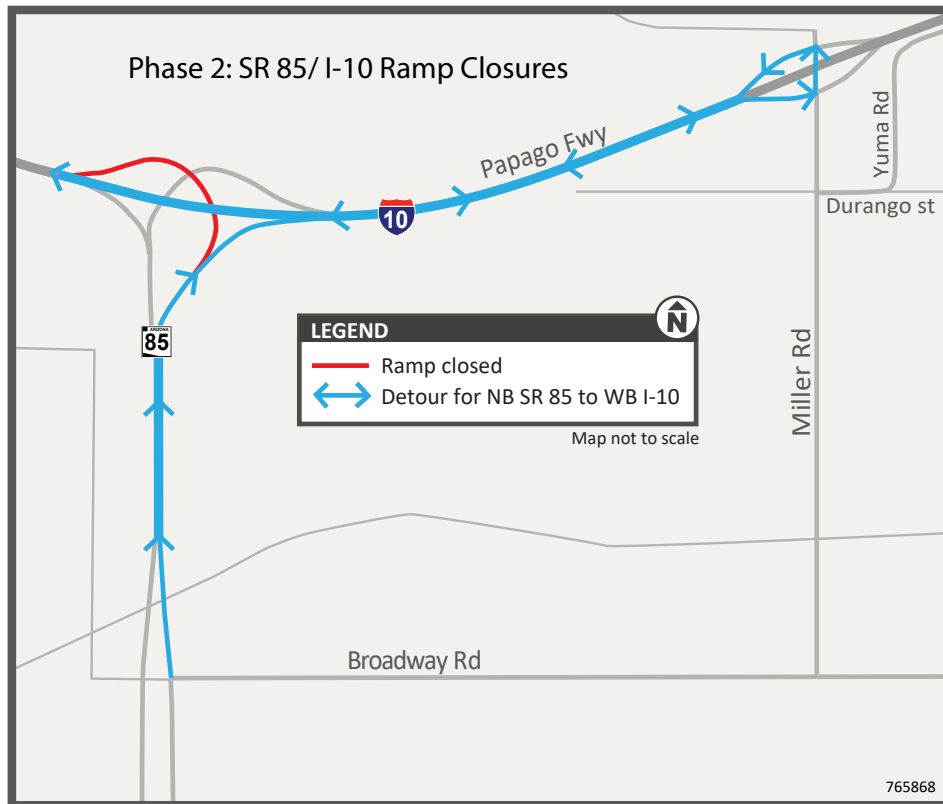 Phase 2: SR 85/ I-10 Ramp Closures
Papago Fwy
Yuma Rd
Durango st
10
ARIZONA
85
N
LEGEND
Ramp closed
Detour for NB SR 85 to WB I-10
Map not to scale
Miller Rd
Broadway Rd
765868